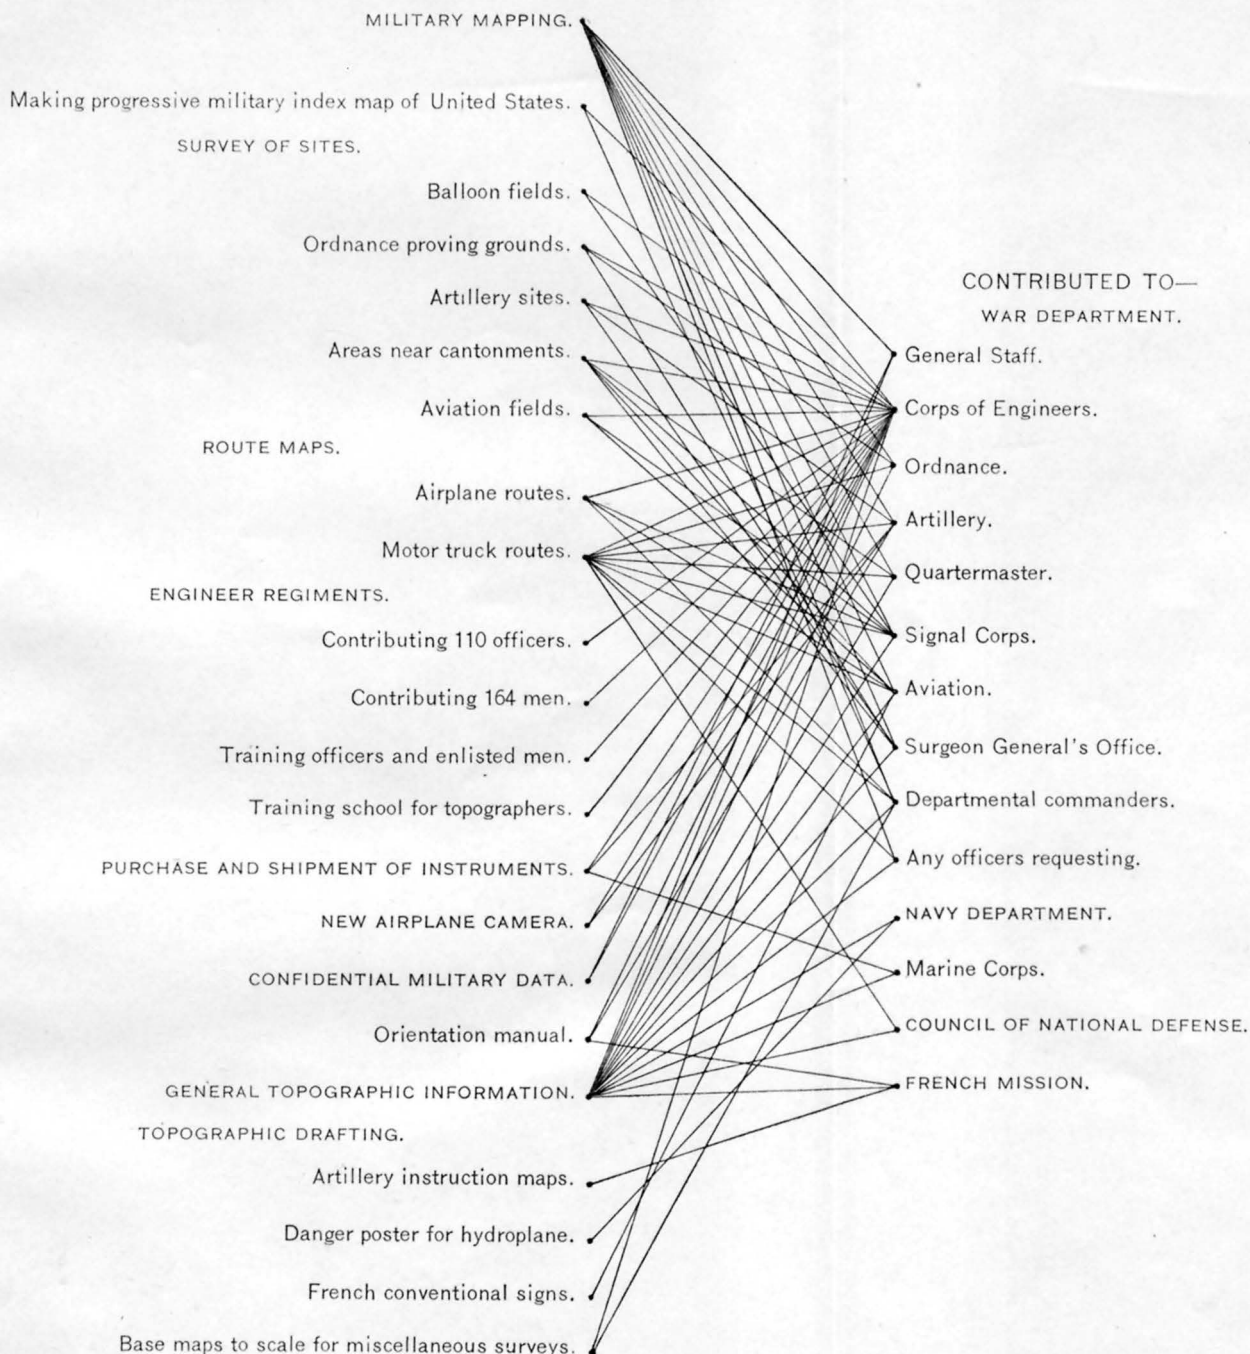 MILITARY MAPPING.
Making progressive military index map of United States.
SURVEY OF SITES.
Balloon fields.
Ordnance proving grounds.
Artillery sites.
Areas near cantonments.
Aviation fields.
ROUTE MAPS.
Airplane routes.
Motor truck routes.
ENGINEER REGIMENTS.
Contributing 110 officers.
Contributing 164 men.
Training officers and enlisted men.
Training school for topographers.
PURCHASE AND SHIPMENT OF INSTRUMENTS.
NEW AIRPLANE CAMERA.
CONFIDENTIAL MILITARY DATA.
Orientation manual.
GENERAL TOPOGRAPHIC INFORMATION.
TOPOGRAPHIC DRAFTING.
Artillery instruction maps.
Danger poster for hydroplane.
French conventional signs.
Base maps to scale for miscellaneous surveys.
CONTRIBUTED TO—
WAR DEPARTMENT.
General Staff.
Corps of Engineers.
Ordnance.
Artillery.
Quartermaster.
Signal Corps.
Aviation.
Surgeon General's Office.
Departmental commanders.
Any officers requesting.
NAVY DEPARTMENT.
Marine Corps.
COUNCIL OF NATIONAL DEFENSE.
FRENCH MISSION.